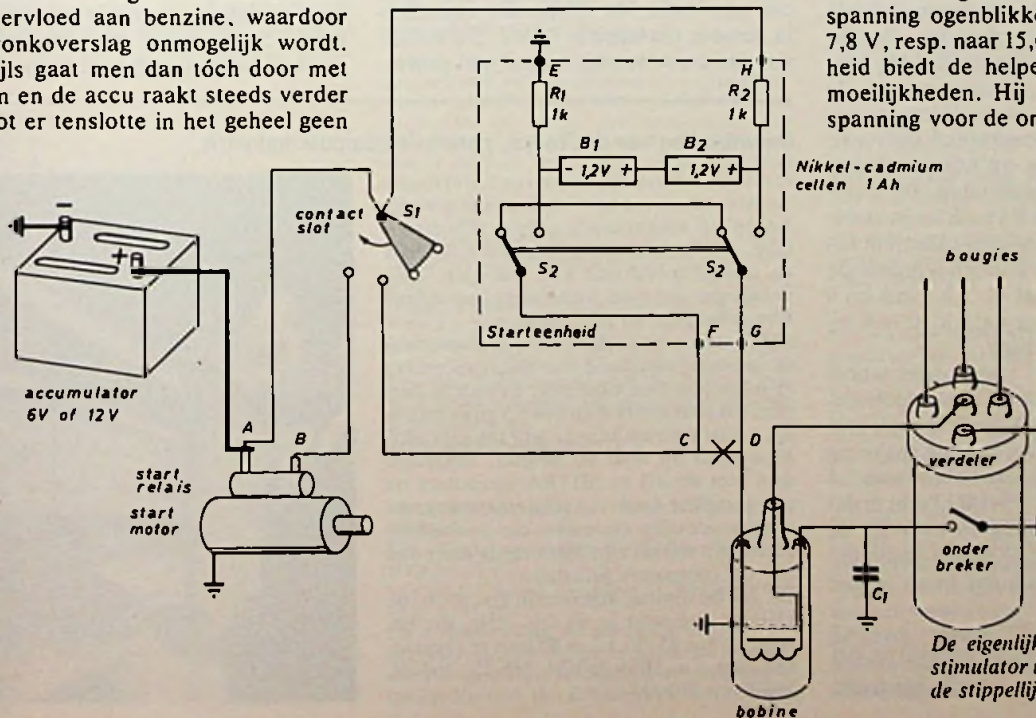 ervloed aan benzine, waardoor
onkoverslag onmogelijk wordt.
ijls gaat men dan tóch door met
n en de accu raakt steeds verder
ot er tenslotte in het geheel geen
spanning ogenblikke
7,8 V, resp. naar 15,
heid biedt de helpe
moeilijkheden. Hij
spanning voor de or
E
H
R1
1k
R2
1k
B1
B2
- 1,2V +
- 1,2V +
Nikkel-cadmium
cellen 1 Ah
contact
slot
S1
S2
S2
Starteenheid
F
G
-
+
accumulator
6V of 12V
A
B
start
relais
start
motor
C
D
bougies
verdeler
onder
breker
C1
bobine
De eigenlijk
stimulator
de stippellij